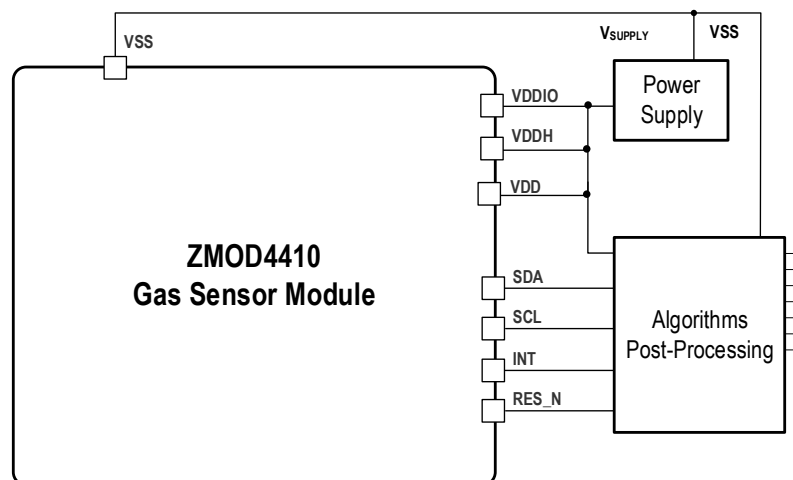 VSS
VSUPPLY
VSS
Power
Supply
VDDIO
VDDH
VDD
ZMOD4410
Gas Sensor Module
SDA
SCL
INT
RES_N
Algorithms
Post-Processing